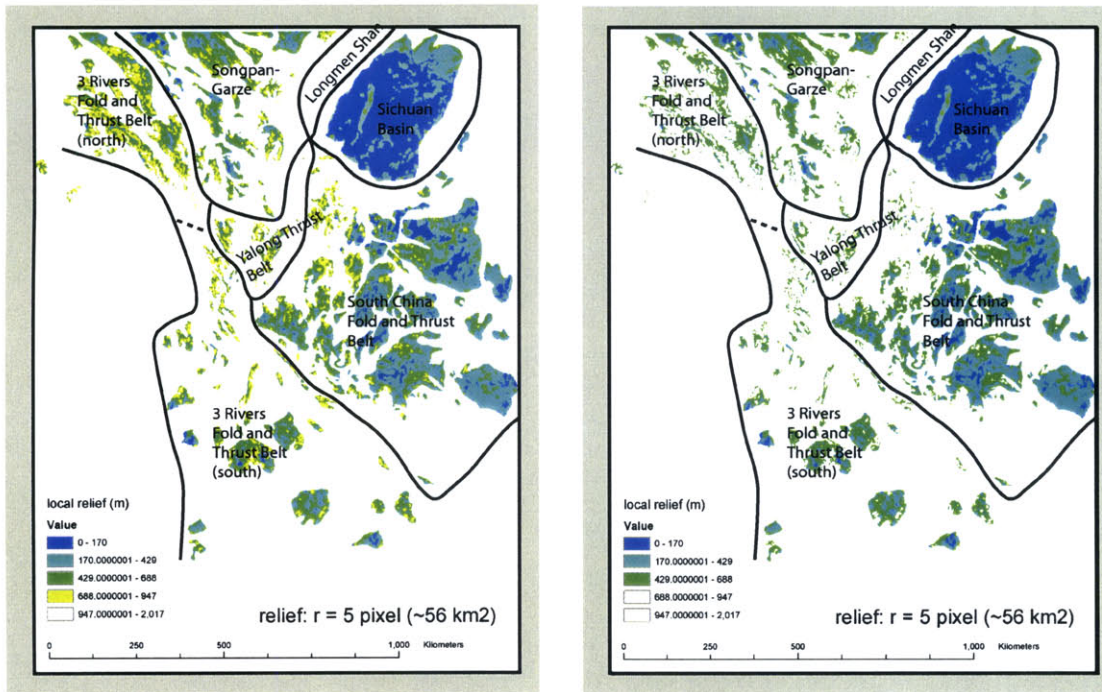 3 Rivers
Fold and
Thrust Belt
(north)
Songpan-
Garze
Longmen Shan
Sichuan
Basin
Yalong Thrust
Belt
South China
Fold and Thrust
Belt
3 Rivers
Fold and
Thrust Belt
(south)
local relief (m)
Value
0 - 170
170.0000001 - 429
429.0000001 - 688
688.0000001 - 947
947.0000001 - 2,017
relief: r = 5 pixel (~56 km2)
0 250 500 1,000 Kilometers
3 Rivers
Fold and
Thrust Belt
(north)
Songpan-
Garze
Longmen Shan
Sichuan
Basin
Yalong Thrust
Belt
South China
Fold and Thrust
Belt
3 Rivers
Fold and
Thrust Belt
(south)
local relief (m)
Value
0 - 170
170.0000001 - 429
429.0000001 - 688
688.0000001 - 947
947.0000001 - 2,017
relief: r = 5 pixel (~56 km2)
0 250 500 1,000 Kilometers